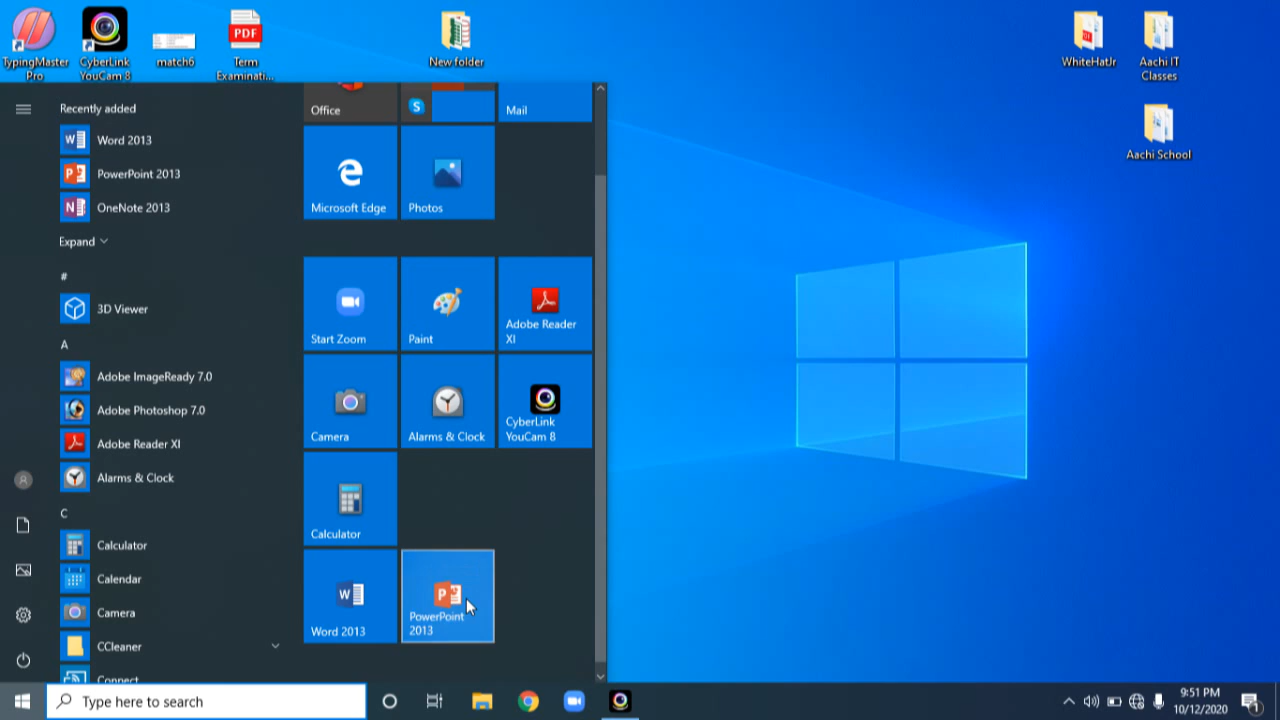 TypingMaster
Pro
CyberLink
YouCam 8
match6
PDF
Term
Examinati...
New folder
WhiteHatJr
Aachi IT
Classes
Aachi School
Recently added
Word 2013
PowerPoint 2013
OneNote 2013
Expand
#
3D Viewer
A
Adobe ImageReady 7.0
Adobe Photoshop 7.0
Adobe Reader XI
Alarms & Clock
C
Calculator
Calendar
Camera
CCleaner
Connect
Office
Mail
Microsoft Edge
Photos
Start Zoom
Paint
Adobe Reader
XI
Camera
Alarms & Clock
CyberLink
YouCam 8
Calculator
Word 2013
PowerPoint
2013
Type here to search
9:51 PM
10/12/2020
1